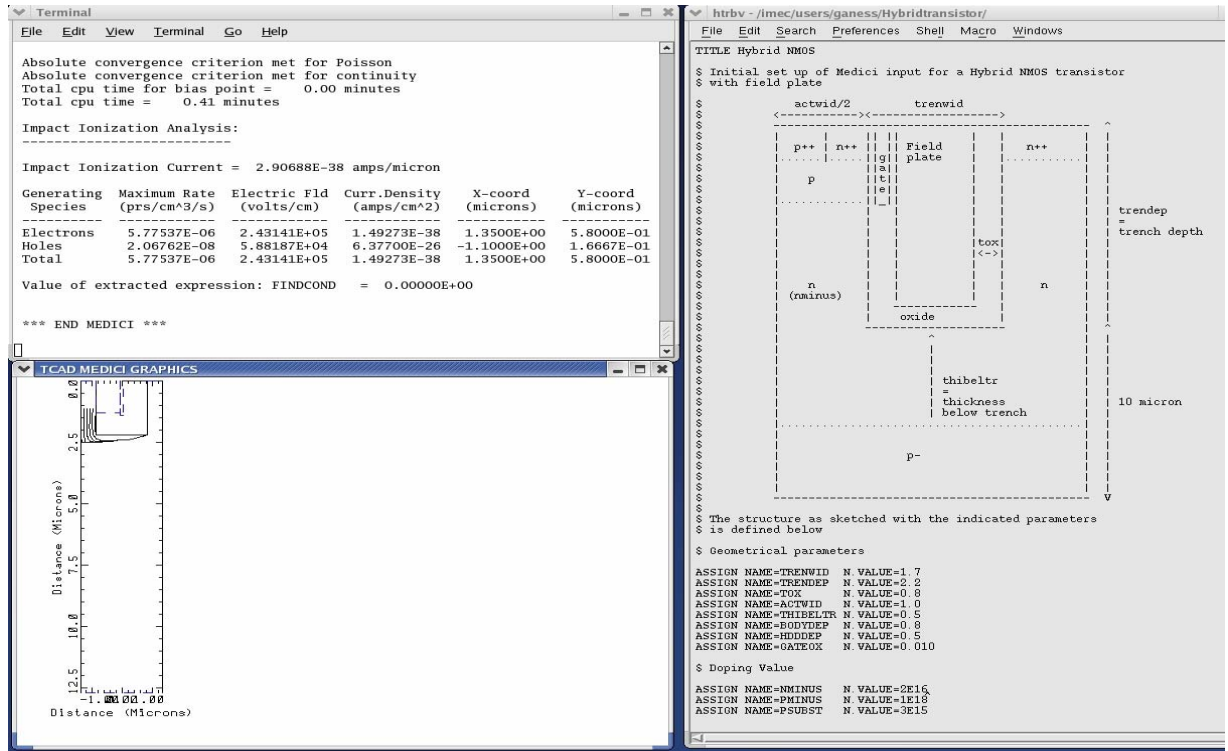 Terminal
File Edit View Terminal Go Help
Absolute convergence criterion met for Poisson
Absolute convergence criterion met for continuity
Total cpu time for bias point = 0.00 minutes
Total cpu time = 0.41 minutes
Impact Ionization Analysis:
---------------------------
Impact Ionization Current = 2.90688E-38 amps/micron
Generating Maximum Rate Electric Fld Curr.Density X-coord Y-coord
Species (prs/cm^3/s) (volts/cm) (amps/cm^2) (microns) (microns)
Electrons 5.77537E-06 2.43141E+05 1.49273E-38 1.3500E+00 5.8000E-01
Holes 2.06762E-08 5.88187E+04 6.37700E-26 -1.1000E+00 1.6667E-01
Total 5.77537E-06 2.43141E+05 1.49273E-38 1.3500E+00 5.8000E-01
Value of extracted expression: FINDCOND = 0.00000E+00
*** END MEDICI ***
TCAD MEDICI GRAPHICS
0.0
2.5
5.0
7.5
10.0
12.5
Distance (Microns)
Distance (Microns)
htrbv - /imec/users/ganess/Hybridtransistor/
File Edit Search Preferences Shell Macro Windows
TITLE Hybrid NMOS
$ Initial set up of Medici input for a Hybrid NMOS transistor
$ with field plate
$ actwid/2 trenwid
$ p++ n++ Field n++
$ gate plate
$ p
$ trendep
$ =
$ trench depth
$ tox
$ <->
$ n n
$ (nminus)
$ oxide
$ thibeltr
$ =
$ thickness 10 micron
$ below trench
$ p-
$ The structure as sketched with the indicated parameters
$ is defined below
$ Geometrical parameters
ASSIGN NAME=TRENWID N.VALUE=1.7
ASSIGN NAME=TRENDEP N.VALUE=2.2
ASSIGN NAME=TOX N.VALUE=0.8
ASSIGN NAME=ACTWID N.VALUE=1.0
ASSIGN NAME=THIBELTR N.VALUE=0.5
ASSIGN NAME=BODYDEP N.VALUE=0.8
ASSIGN NAME=HDDDEP N.VALUE=0.5
ASSIGN NAME=GATEOX N.VALUE=0.010
$ Doping Value
ASSIGN NAME=NMINUS N.VALUE=2E16
ASSIGN NAME=PMINUS N.VALUE=1E18
ASSIGN NAME=PSUBST N.VALUE=3E15